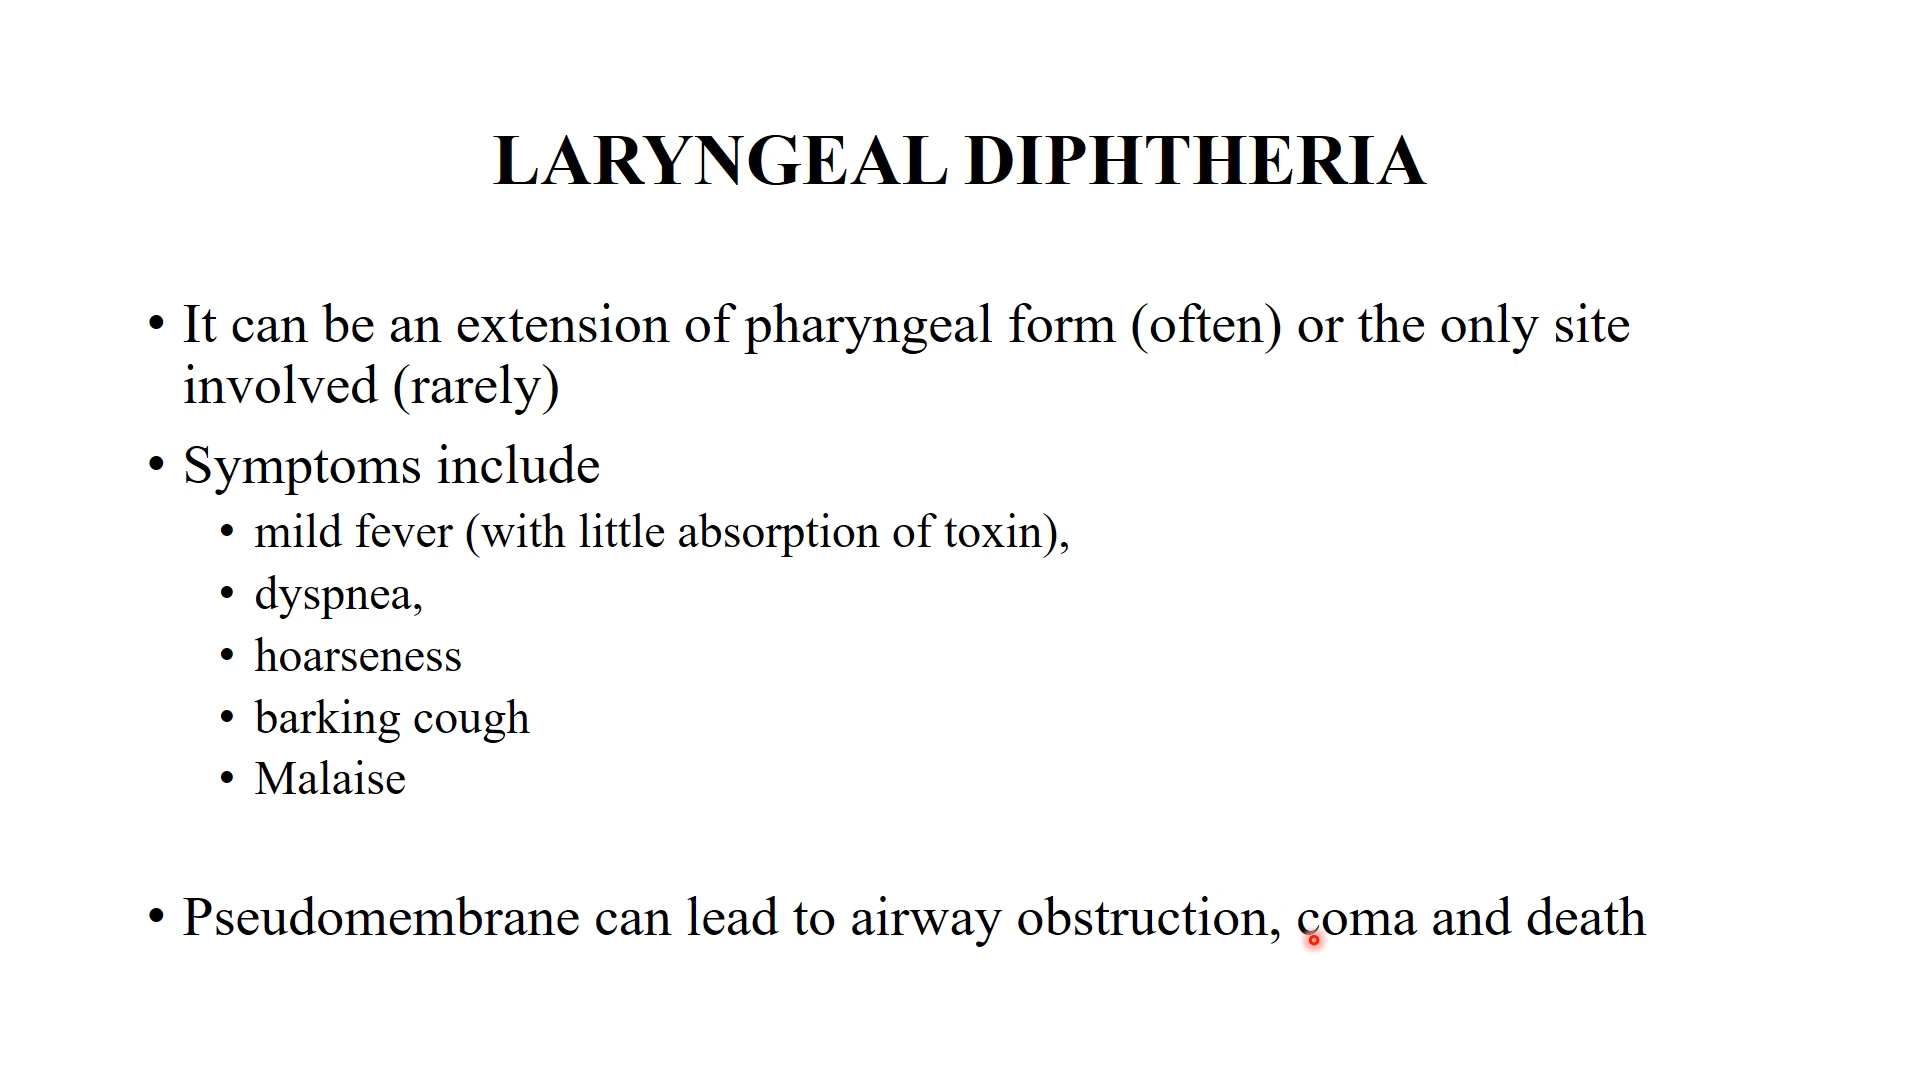 LARYNGEAL DIPHTHERIA
• It can be an extension of pharyngeal form (often) or the only site
involved (rarely)
• Symptoms include
• mild fever (with little absorption of toxin),
• dyspnea,
• hoarseness
• barking cough
• Malaise
• Pseudomembrane can lead to airway obstruction, coma and death